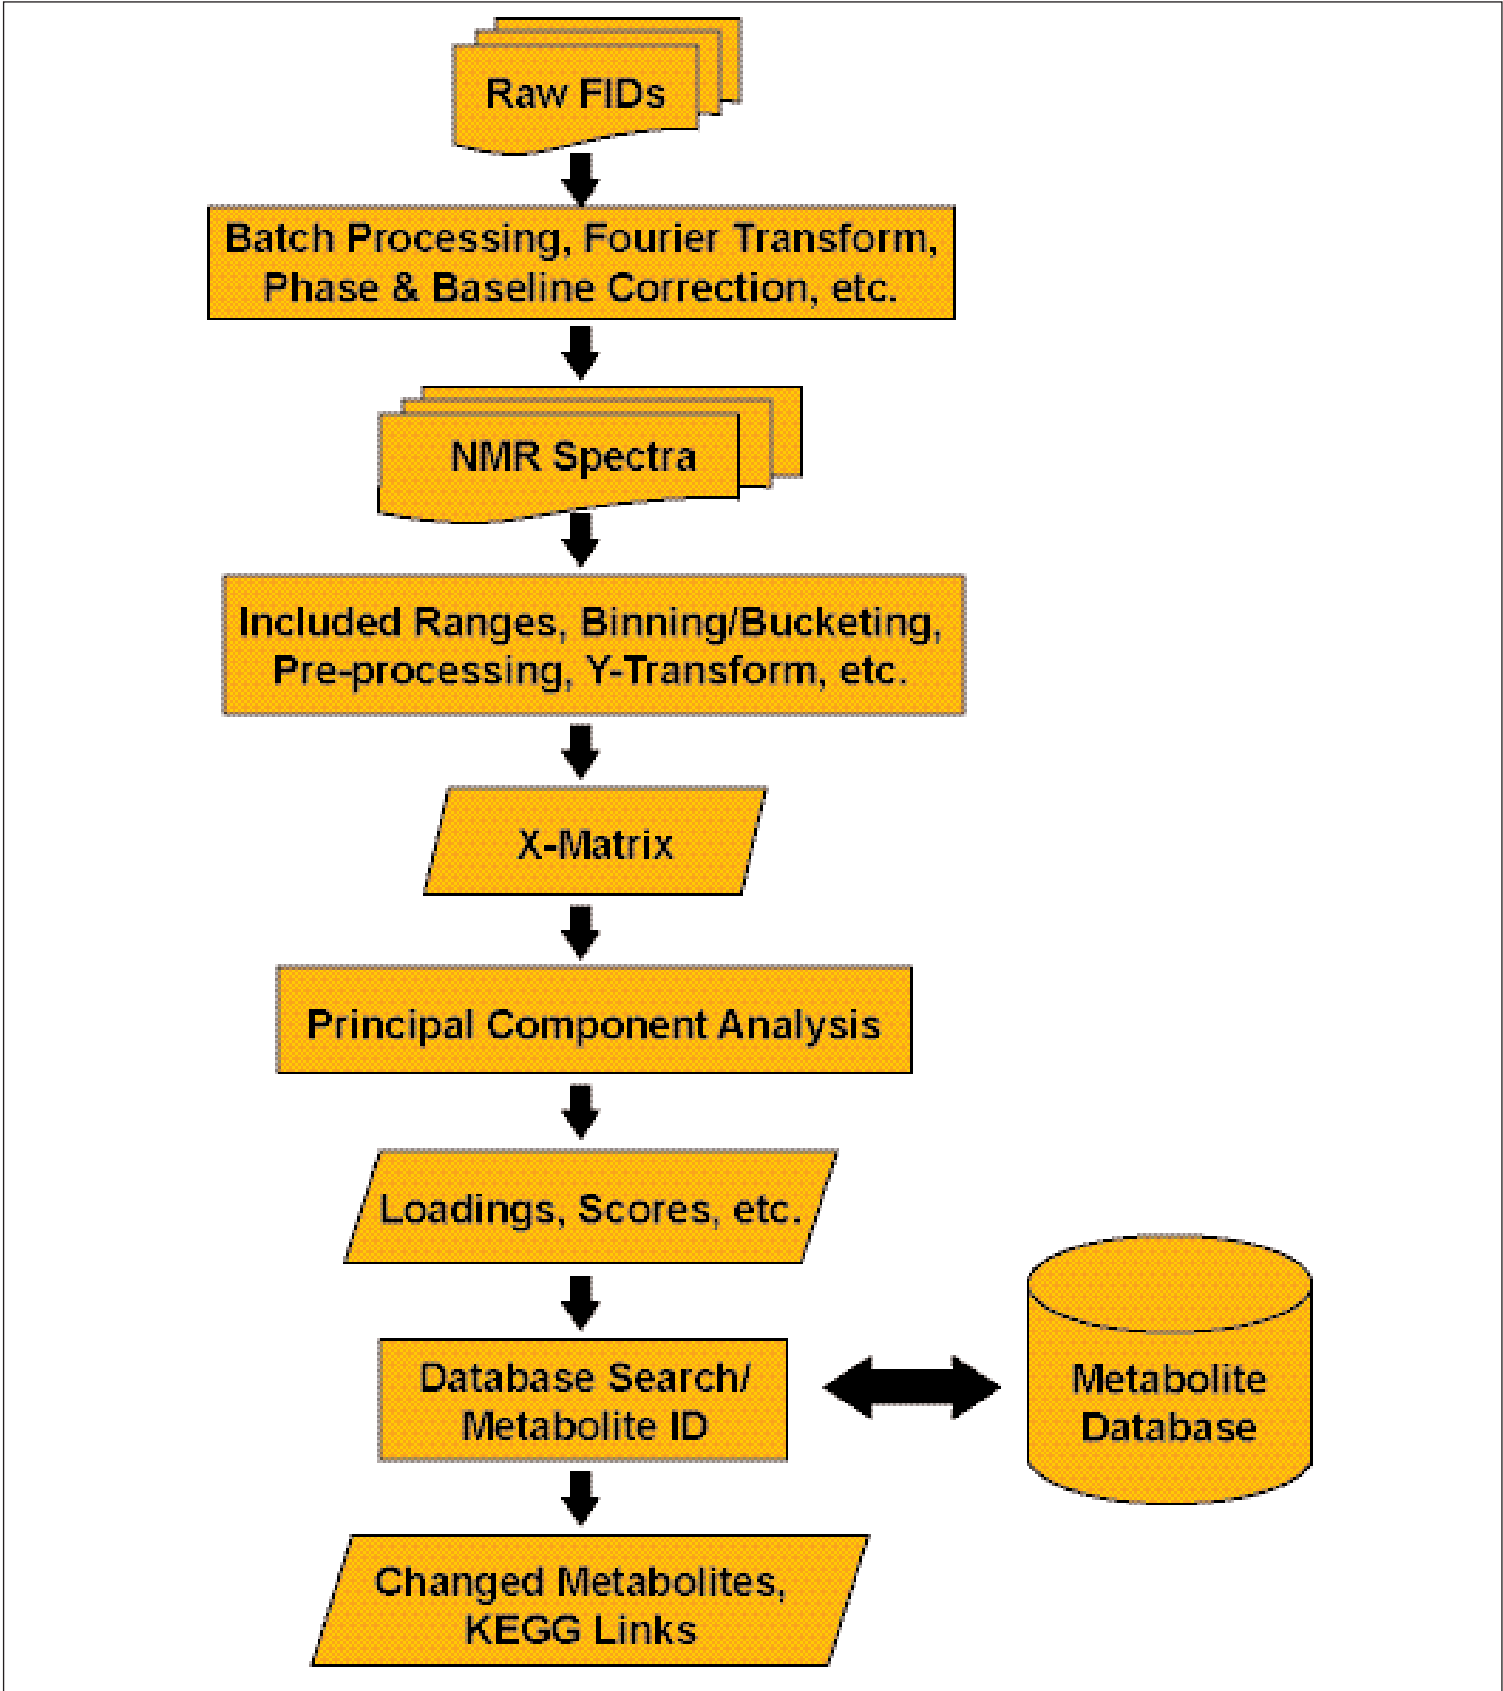 Raw FIDs
Batch Processing, Fourier Transform,
Phase & Baseline Correction, etc.
NMR Spectra
Included Ranges, Binning/Bucketing,
Pre-processing, Y-Transform, etc.
X-Matrix
Principal Component Analysis
Loadings, Scores, etc.
Database Search/
Metabolite ID
Metabolite
Database
Changed Metabolites,
KEGG Links